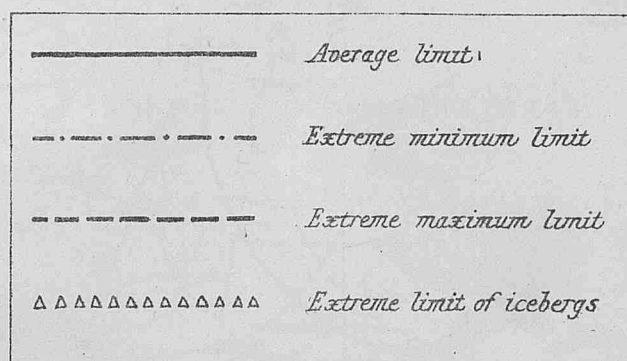 Average limit
Extreme minimum limit
Extreme maximum limit
Extreme limit of icebergs